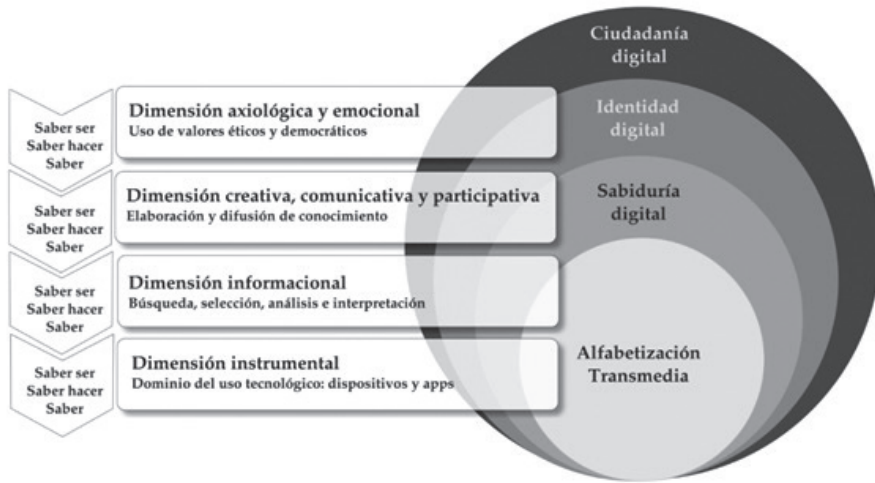 Ciudadanía
digital
Identidad
digital
Sabiduría
digital
Alfabetización
Transmedia
Saber ser
Saber hacer
Saber
Dimensión axiológica y emocional
Uso de valores éticos y democráticos
Saber ser
Saber hacer
Saber
Dimensión creativa, comunicativa y participativa
Elaboración y difusión de conocimiento
Saber ser
Saber hacer
Saber
Dimensión informacional
Búsqueda, selección, análisis e interpretación
Saber ser
Saber hacer
Saber
Dimensión instrumental
Dominio del uso tecnológico: dispositivos y apps